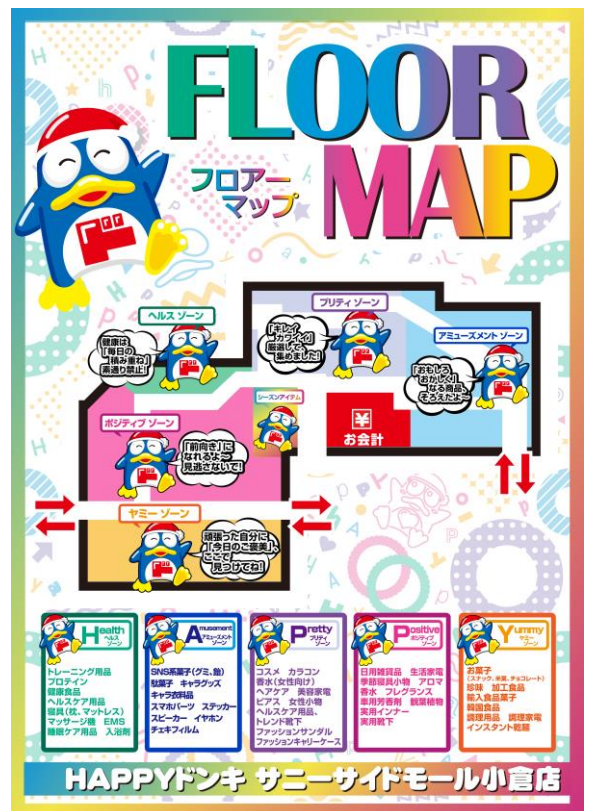 FLOOR
フロアー
マップ
MAP
ヘルス ゾーン
健康は
「毎日の
積み重ね」
素通り禁止!
プリティ ゾーン
「キレイ
カワイイ」
厳選して
集めました!
アミューズメント ゾーン
「おもしろ
おかしく」
なる商品、
そろえたよ〜
シーズンアイテム
¥
お会計
ポジティブ ゾーン
「前向き」に
なれるよ〜
見逃さないで!
ヤミー ゾーン
頑張った自分に
「今日のご褒美」、
ここで
見つけてね!
Health
ヘルス
ゾーン
トレーニング用品
プロテイン
健康食品
ヘルスケア用品
寝具(枕、マットレス)
マッサージ機 EMS
睡眠ケア用品 入浴剤
Amusament
アミューズメント
ゾーン
SNS系菓子(グミ、飴)
駄菓子 キャラグッズ
キャラ衣料品
スマホパーツ ステッカー
スピーカー イヤホン
チェキフィルム
Pretty
プリティ
ゾーン
コスメ カラコン
香水(女性向け)
ヘアケア 美容家電
ピアス 女性小物
ヘルスケア用品、
トレンド靴下
ファッションサンダル
ファッションキャリーケース
Positive
ポジティブ
ゾーン
日用雑貨品 生活家電
季節寝具小物 アロマ
香水 フレグランス
車用芳香剤 観葉植物
実用インナー
実用靴下
Yummy
ヤミー
ゾーン
お菓子
(スナック、米菓、チョコレート)
珍味 加工食品
輸入食品菓子
韓国食品
調理用品 調理家電
インスタント乾麺
HAPPYドンキ サニーサイドモール小倉店